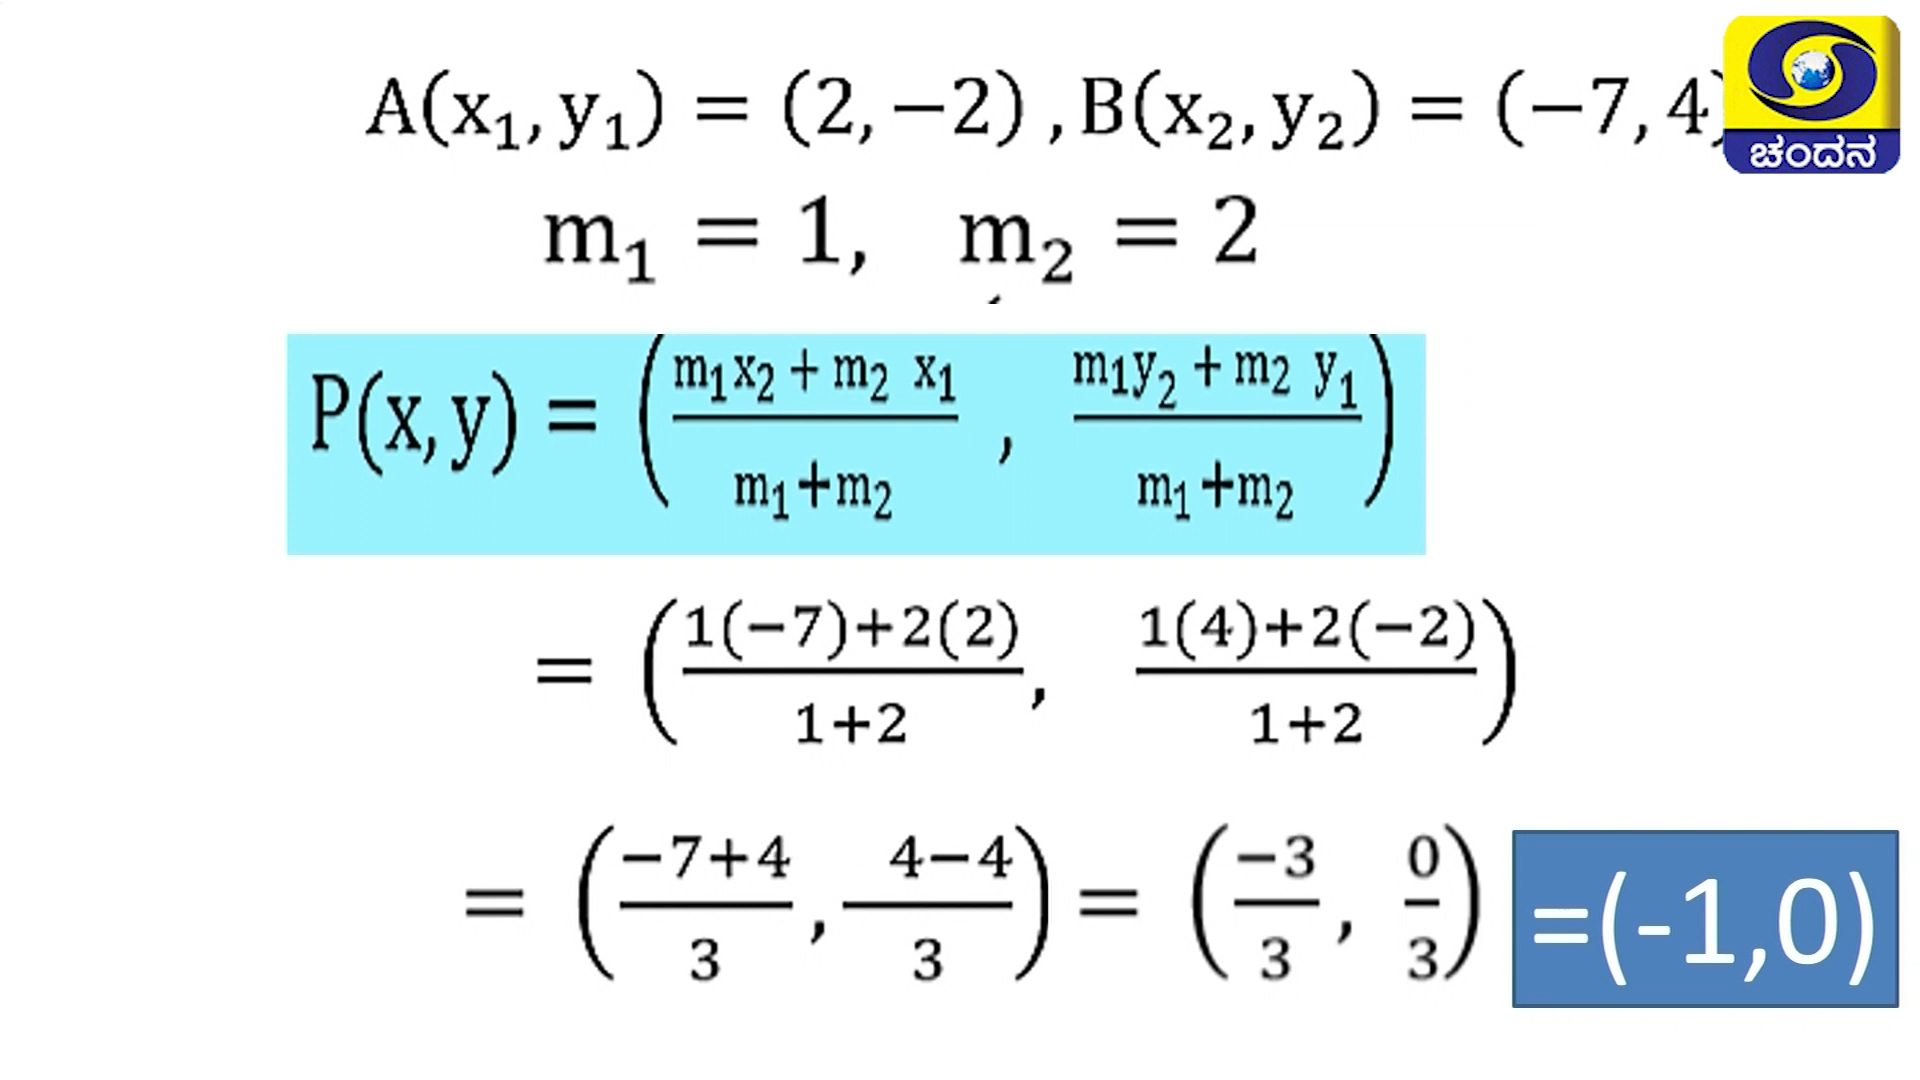 A(x₁, y₁) = (2, −2) , B(x₂, y₂) = (−7, 4)
ಚಂದನ
m₁ = 1, m₂ = 2
P(x, y) = ( (m₁x₂ + m₂ x₁)/(m₁+m₂) , (m₁y₂ + m₂ y₁)/(m₁+m₂) )
= ( (1(−7)+2(2))/(1+2), (1(4)+2(−2))/(1+2) )
= ( (−7+4)/3 , (4−4)/3 ) = ( −3/3 , 0/3 ) =(-1,0)